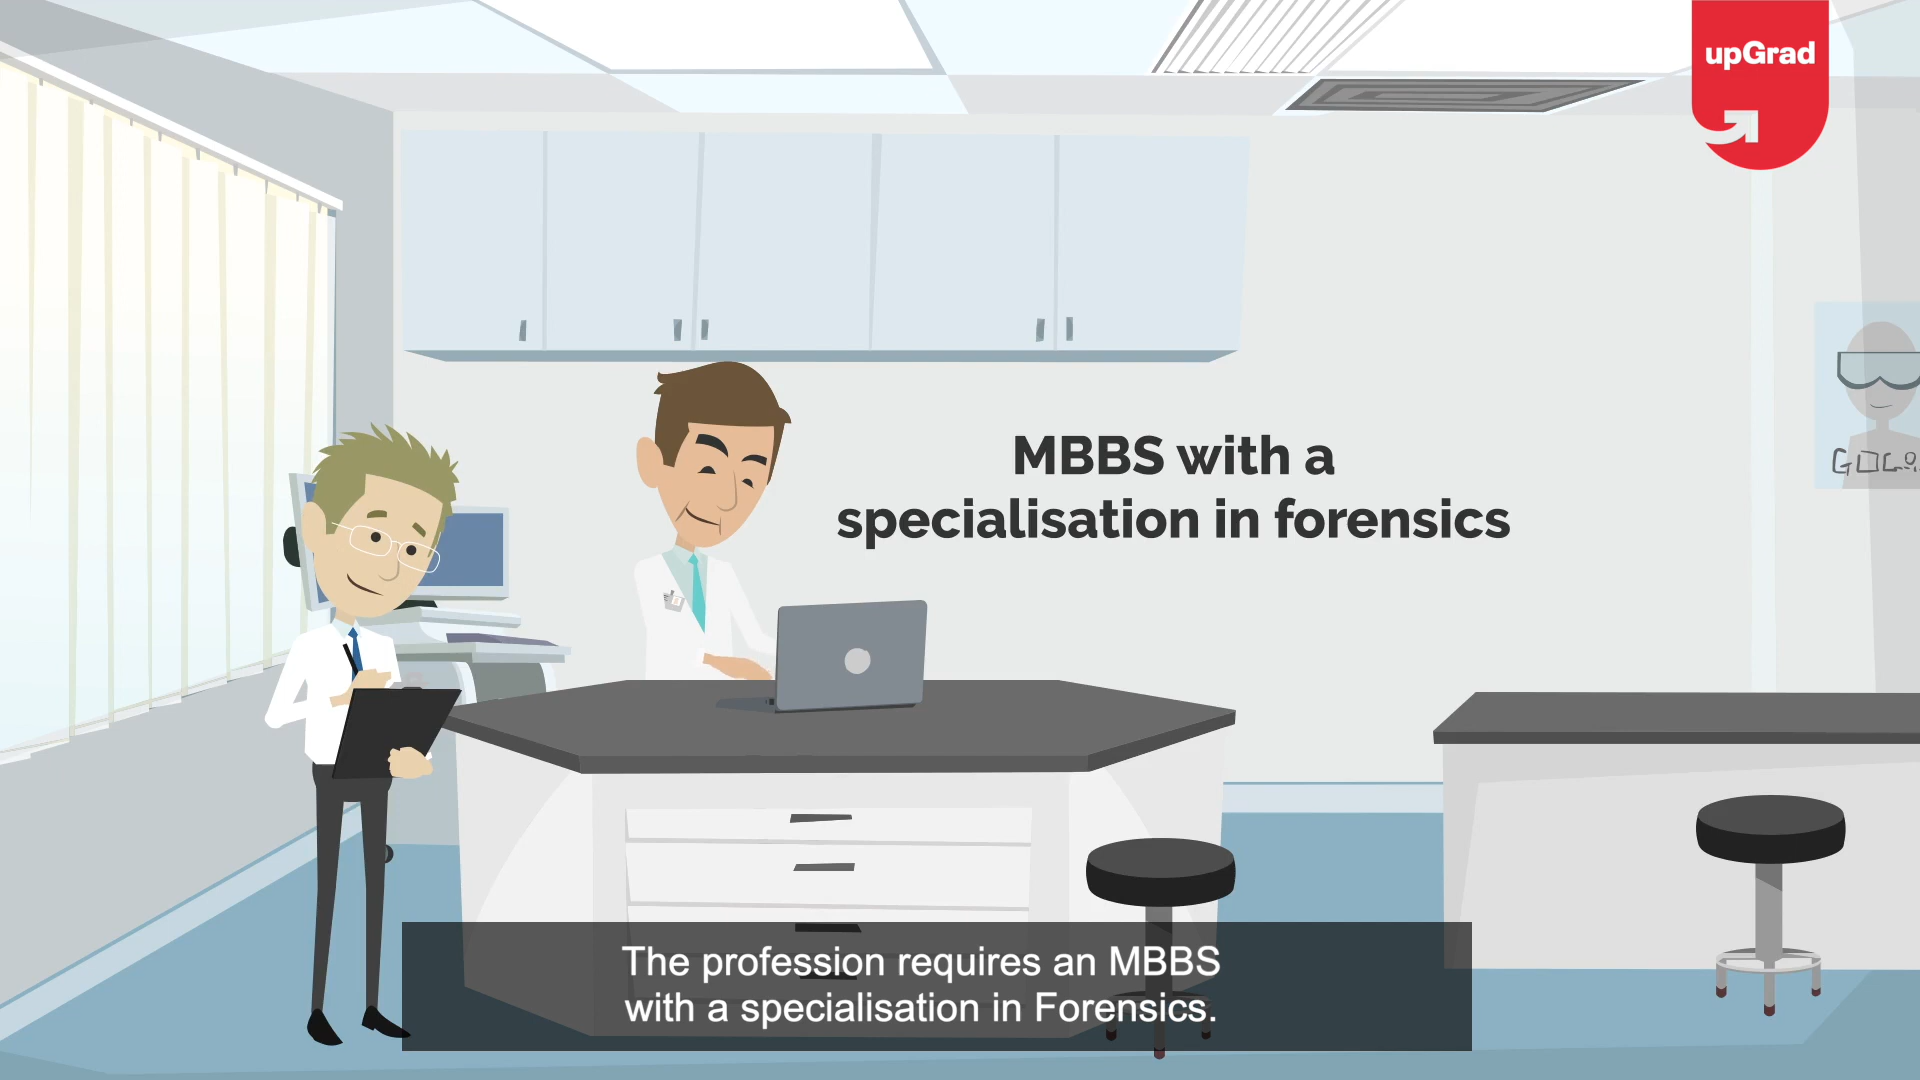 upGrad
MBBS with a
specialisation in forensics
The profession requires an MBBS
with a specialisation in Forensics.